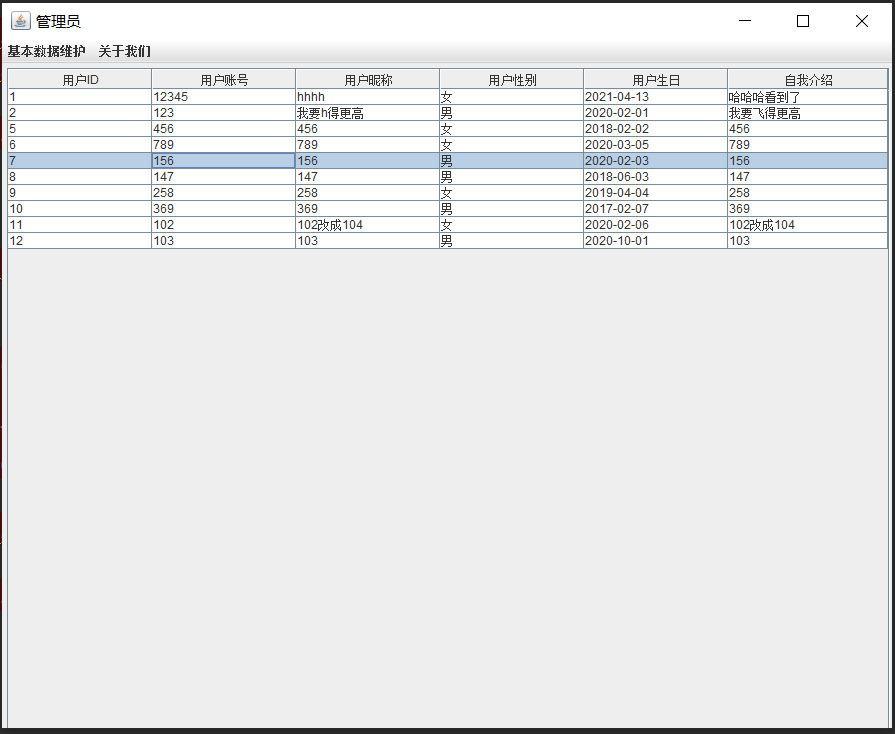 管理员
基本数据维护 关于我们
用户ID 用户账号 用户昵称 用户性别 用户生日 自我介绍
1 12345 hhhh 女 2021-04-13 哈哈哈看到了
2 123 我要h得更高 男 2020-02-01 我要飞得更高
5 456 456 女 2018-02-02 456
6 789 789 女 2020-03-05 789
7 156 156 男 2020-02-03 156
8 147 147 男 2018-06-03 147
9 258 258 女 2019-04-04 258
10 369 369 男 2017-02-07 369
11 102 102改成104 女 2020-02-06 102改成104
12 103 103 男 2020-10-01 103